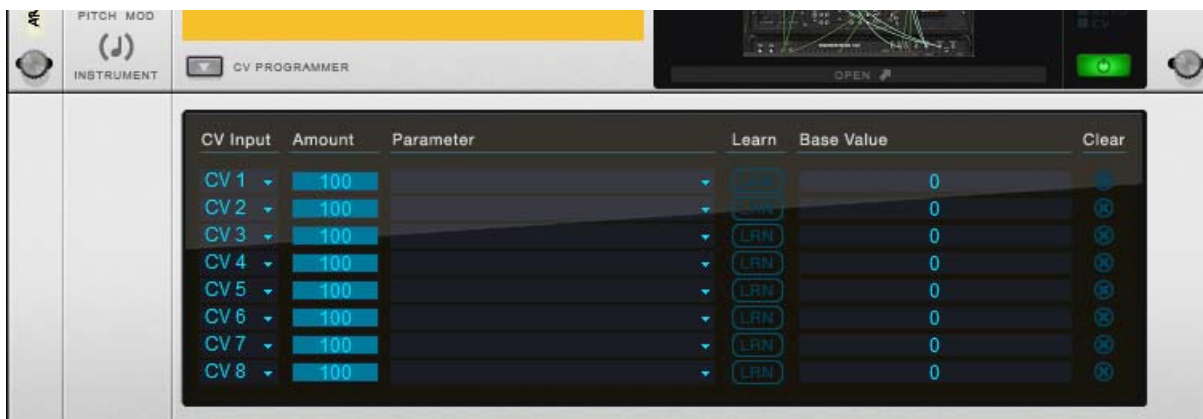 PITCH MOD
INSTRUMENT
CV PROGRAMMER
OPEN
CV
CV Input Amount Parameter Learn Base Value Clear
CV 1 100 LRN 0
CV 2 100 LRN 0
CV 3 100 LRN 0
CV 4 100 LRN 0
CV 5 100 LRN 0
CV 6 100 LRN 0
CV 7 100 LRN 0
CV 8 100 LRN 0